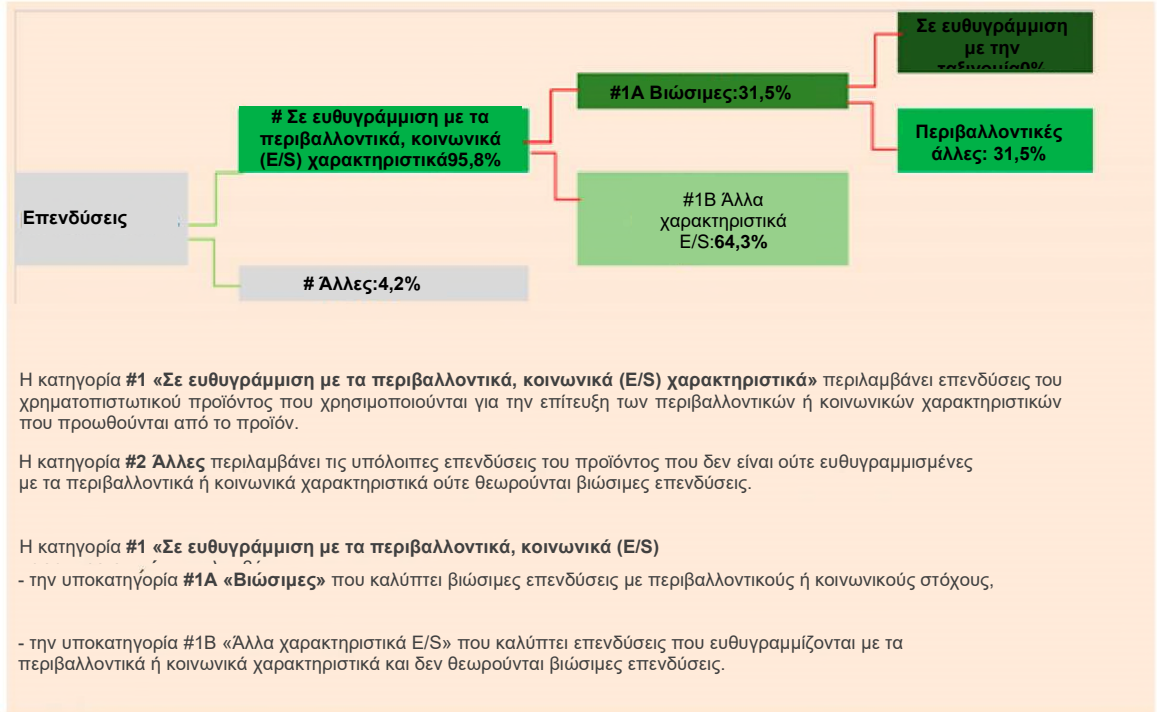 Σε ευθυγράμμιση
με την
ταξινομία0%
#1Α Βιώσιμες:31,5%
# Σε ευθυγράμμιση με τα
περιβαλλοντικά, κοινωνικά
(E/S) χαρακτηριστικά95,8%
Περιβαλλοντικές
άλλες: 31,5%
Επενδύσεις
#1Β Άλλα
χαρακτηριστικά
E/S:64,3%
# Άλλες:4,2%
Η κατηγορία #1 «Σε ευθυγράμμιση με τα περιβαλλοντικά, κοινωνικά (E/S) χαρακτηριστικά» περιλαμβάνει επενδύσεις του
χρηματοπιστωτικού προϊόντος που χρησιμοποιούνται για την επίτευξη των περιβαλλοντικών ή κοινωνικών χαρακτηριστικών
που προωθούνται από το προϊόν.
Η κατηγορία #2 Άλλες περιλαμβάνει τις υπόλοιπες επενδύσεις του προϊόντος που δεν είναι ούτε ευθυγραμμισμένες
με τα περιβαλλοντικά ή κοινωνικά χαρακτηριστικά ούτε θεωρούνται βιώσιμες επενδύσεις.
Η κατηγορία #1 «Σε ευθυγράμμιση με τα περιβαλλοντικά, κοινωνικά (E/S)
- την υποκατηγορία #1Α «Βιώσιμες» που καλύπτει βιώσιμες επενδύσεις με περιβαλλοντικούς ή κοινωνικούς στόχους,
- την υποκατηγορία #1Β «Άλλα χαρακτηριστικά E/S» που καλύπτει επενδύσεις που ευθυγραμμίζονται με τα
περιβαλλοντικά ή κοινωνικά χαρακτηριστικά και δεν θεωρούνται βιώσιμες επενδύσεις.